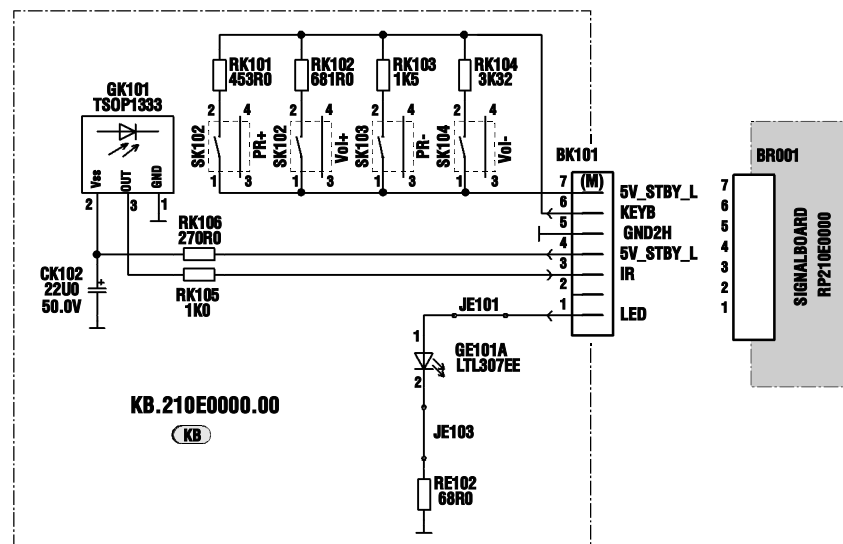 RK101
453R0
RK102
681R0
RK103
1K5
RK104
3K32
GK101
TSOP1333
Vss
OUT
GND
2
3
1
2 4
SK102
PR+
1 3
2 4
SK102
Vol+
1 3
2 4
SK103
PR-
1 3
2 4
SK104
Vol-
1 3
BK101
(M)
7 5V_STBY_L
6 KEYB
5 GND2H
4 5V_STBY_L
3 IR
2
1 LED
BR001
7
6
5
4
3
2
1
SIGNALBOARD
RP210E0000
RK106
270R0
RK105
1K0
CK102
22U0
50.0V
+
JE101
1
GE101A
LTL307EE
2
JE103
RE102
68R0
KB.210E0000.00
KB